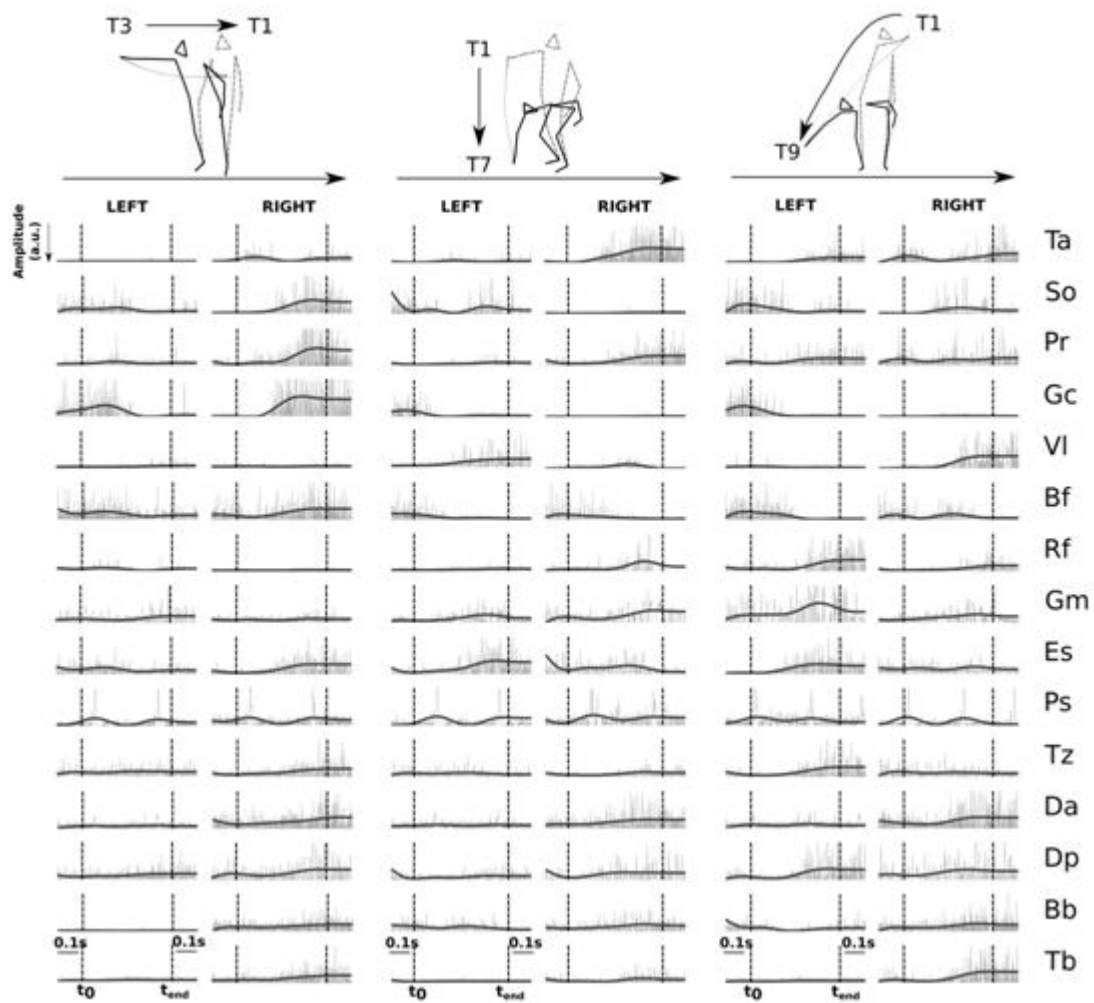 T3 T1
T1
T7
T1
T9
LEFT RIGHT LEFT RIGHT LEFT RIGHT
Amplitude
(a.u.)
Ta
So
Pr
Gc
Vl
Bf
Rf
Gm
Es
Ps
Tz
Da
Dp
Bb
0.1s 0.1s 0.1s 0.1s 0.1s 0.1s
Tb
t0 tend t0 tend t0 tend